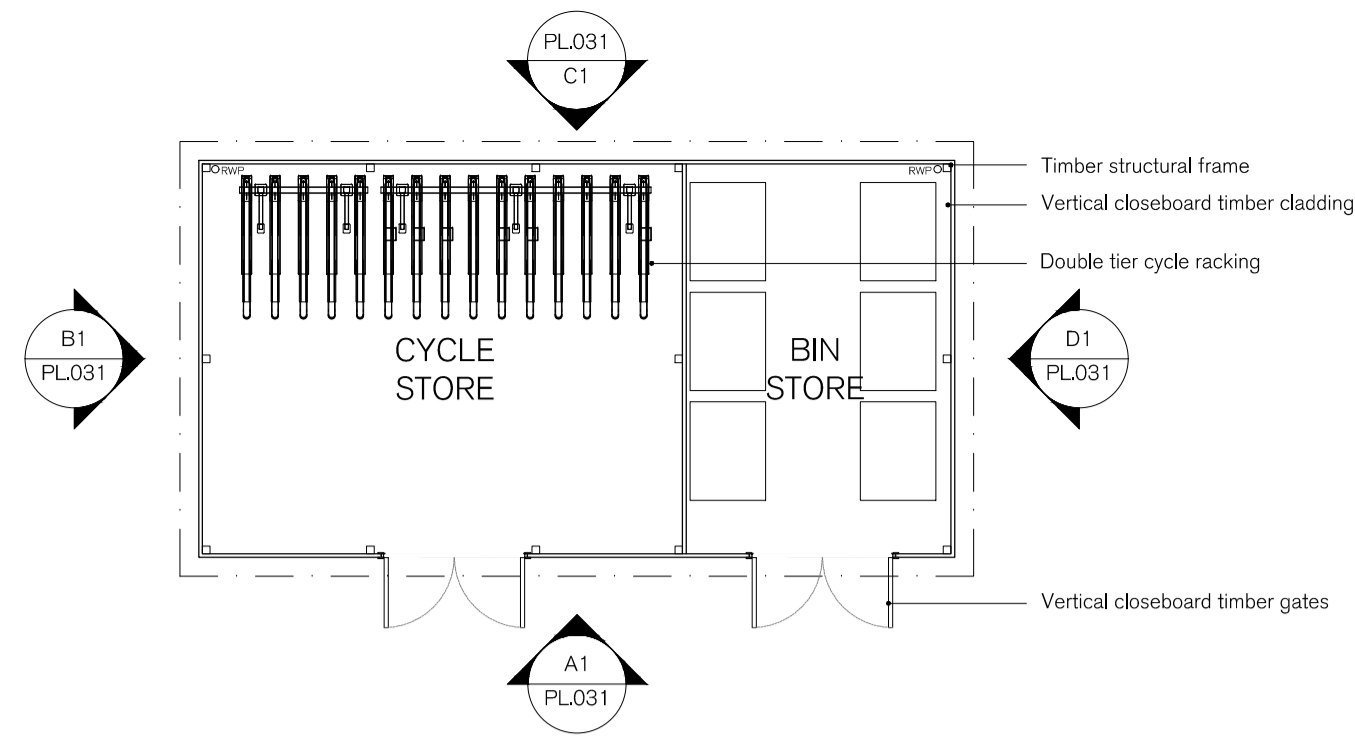 PL.031
C1
RWP
RWP
Timber structural frame
Vertical closeboard timber cladding
Double tier cycle racking
B1
PL.031
CYCLE
STORE
BIN
STORE
D1
PL.031
Vertical closeboard timber gates
A1
PL.031